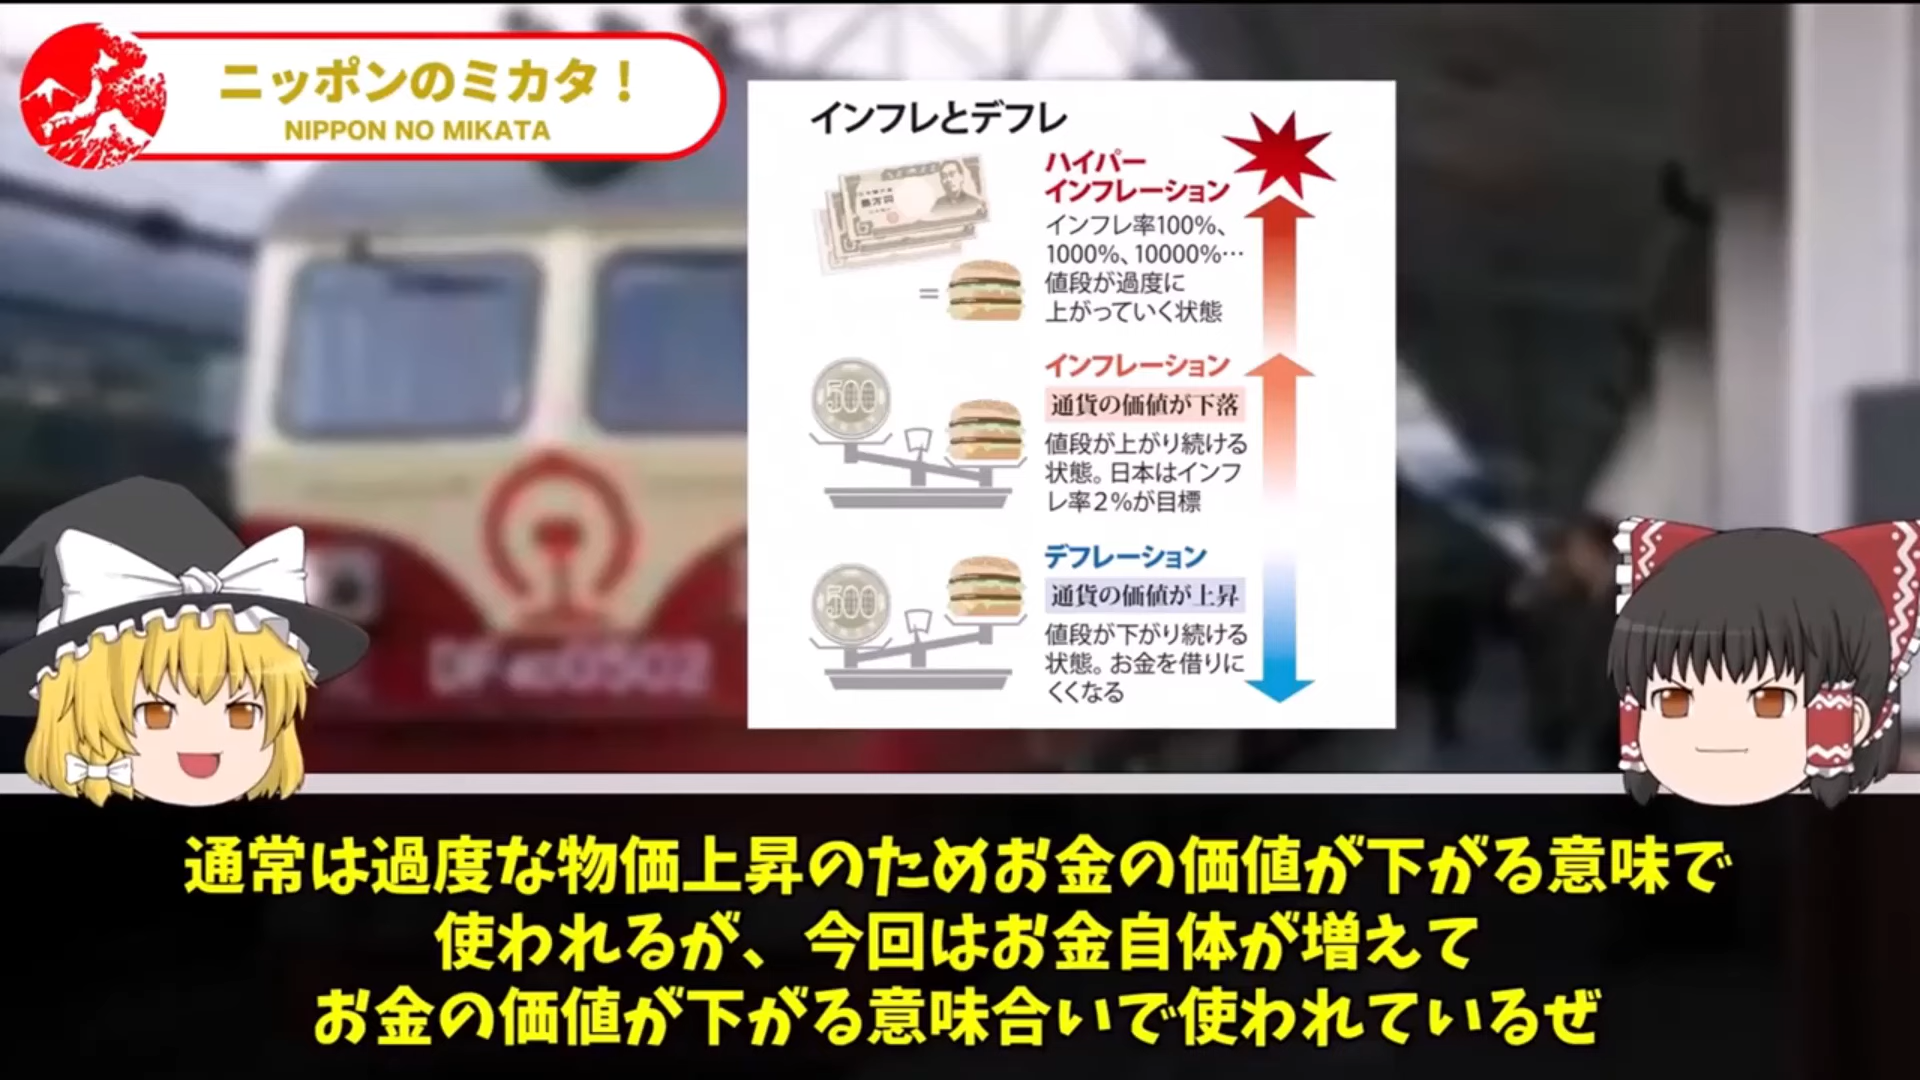 ニッポンのミカタ！
NIPPON NO MIKATA
インフレとデフレ
ハイパー
インフレーション
インフレ率100%、
1000%、10000%…
値段が過度に
上がっていく状態
=
インフレーション
通貨の価値が下落
500
値段が上がり続ける
状態。日本はインフ
レ率2%が目標
デフレーション
通貨の価値が上昇
500
値段が下がり続ける
状態。お金を借りに
くくなる
通常は過度な物価上昇のためお金の価値が下がる意味で
使われるが、今回はお金自体が増えて
お金の価値が下がる意味合いで使われているぜ